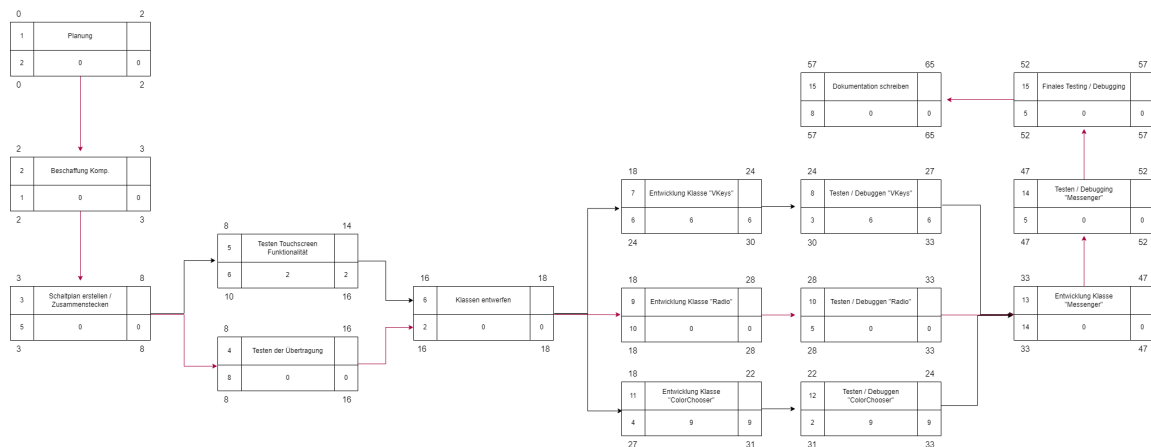 0 2
1 Planung
2 0 0
0 2
2 3
2 Beschaffung Komp.
1 0 0
2 3
3 8
3 Schaltplan erstellen /
Zusammenstecken
5 0 0
3 8
8 14
5 Testen Touchscreen
Funktionalität
6 2 2
10 16
8 16
4 Testen der Übertragung
8 0 0
8 16
16 18
6 Klassen entwerfen
2 0 0
16 18
18 24
7 Entwicklung Klasse "VKeys"
6 6 6
24 30
24 27
8 Testen / Debuggen "VKeys"
3 6 6
30 33
18 28
9 Entwicklung Klasse "Radio"
10 0 0
18 28
28 33
10 Testen / Debuggen "Radio"
5 0 0
28 33
18 22
11 Entwicklung Klasse
"ColorChooser"
4 9 9
27 31
22 24
12 Testen / Debuggen
"ColorChooser"
2 9 9
31 33
33 47
13 Entwicklung Klasse
"Messenger"
14 0 0
33 47
47 52
14 Testen / Debugging
"Messenger"
5 0 0
47 52
52 57
15 Finales Testing / Debugging
5 0 0
52 57
57 65
15 Dokumentation schreiben
8 0 0
57 65